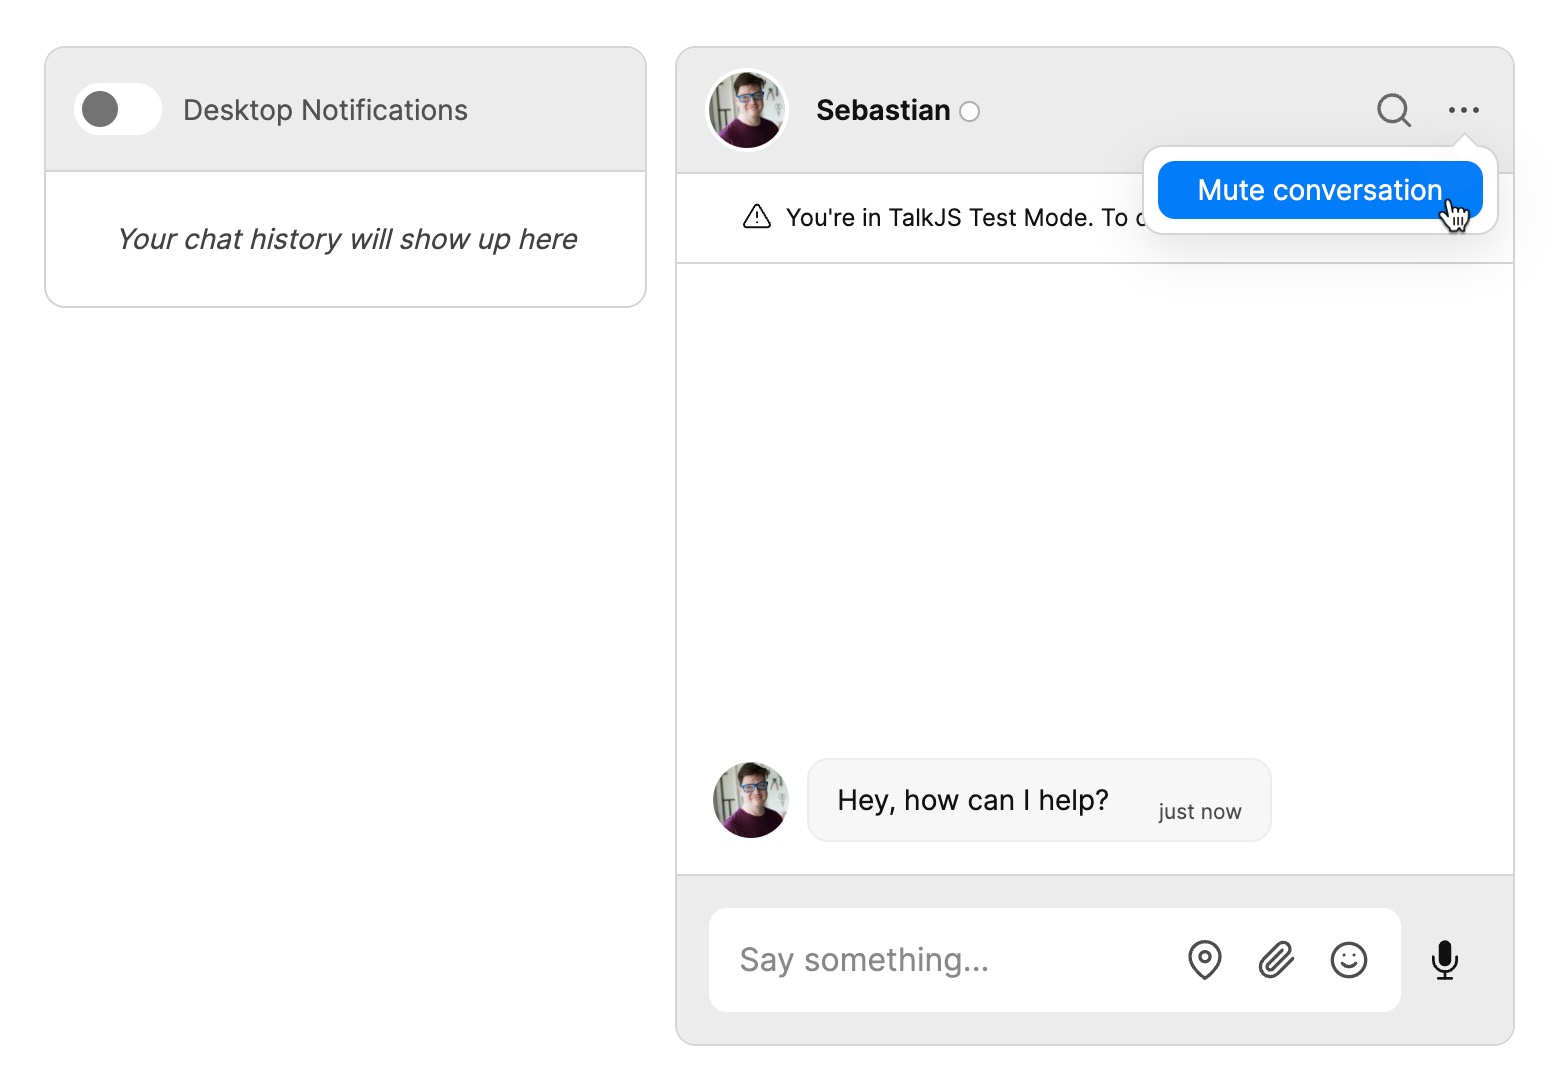 Desktop Notifications
Your chat history will show up here
Sebastian
Mute conversation
You're in TalkJS Test Mode. To
Hey, how can I help?
just now
Say something...